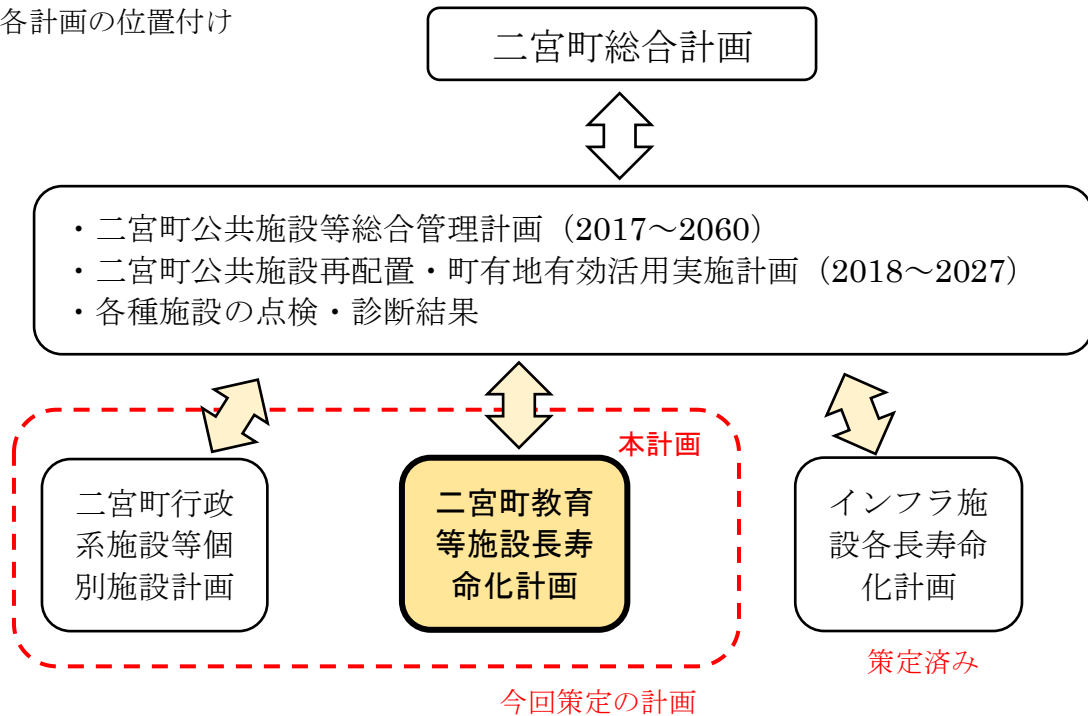 各計画の位置付け
二宮町総合計画
・二宮町公共施設等総合管理計画（2017～2060）
・二宮町公共施設再配置・町有地有効活用実施計画（2018～2027）
・各種施設の点検・診断結果
本計画
二宮町行政
系施設等個
別施設計画
二宮町教育
等施設長寿
命化計画
インフラ施
設各長寿命
化計画
策定済み
今回策定の計画